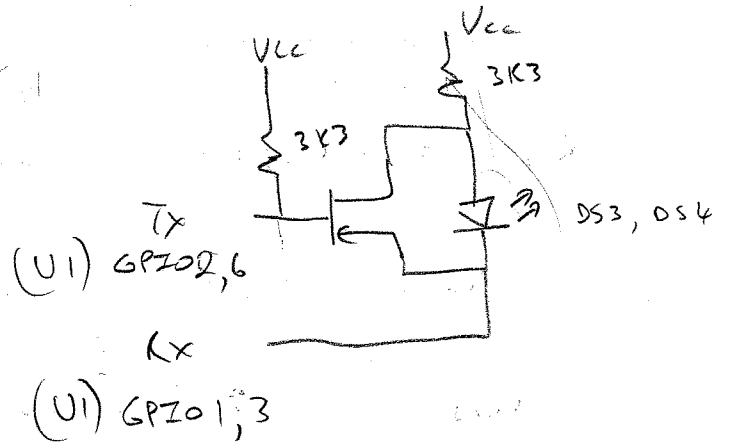 Vcc
Vcc
3K3
3K3
Tx
DS3, DS4
(U1) GPIO2,6
Rx
(U1) GPIO1,3